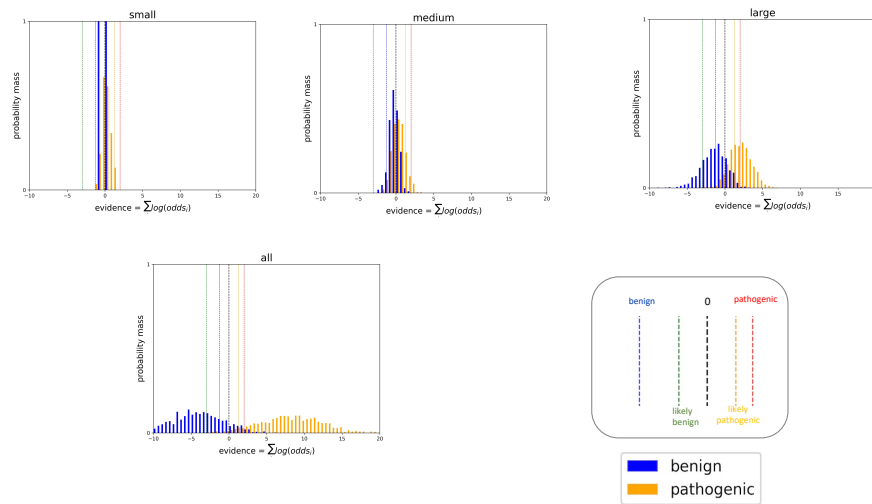 small
1
probability mass
0
−10 −5 0 5 10 15 20
evidence = ∑log(oddsᵢ)
medium
1
probability mass
0
−10 −5 0 5 10 15 20
evidence = ∑log(oddsᵢ)
large
1
probability mass
0
−10 −5 0 5 10 15
evidence = ∑log(oddsᵢ)
all
1
probability mass
0
−10 −5 0 5 10 15 20
evidence = ∑log(oddsᵢ)
benign 0 pathogenic
likely
benign
likely
pathogenic
benign
pathogenic